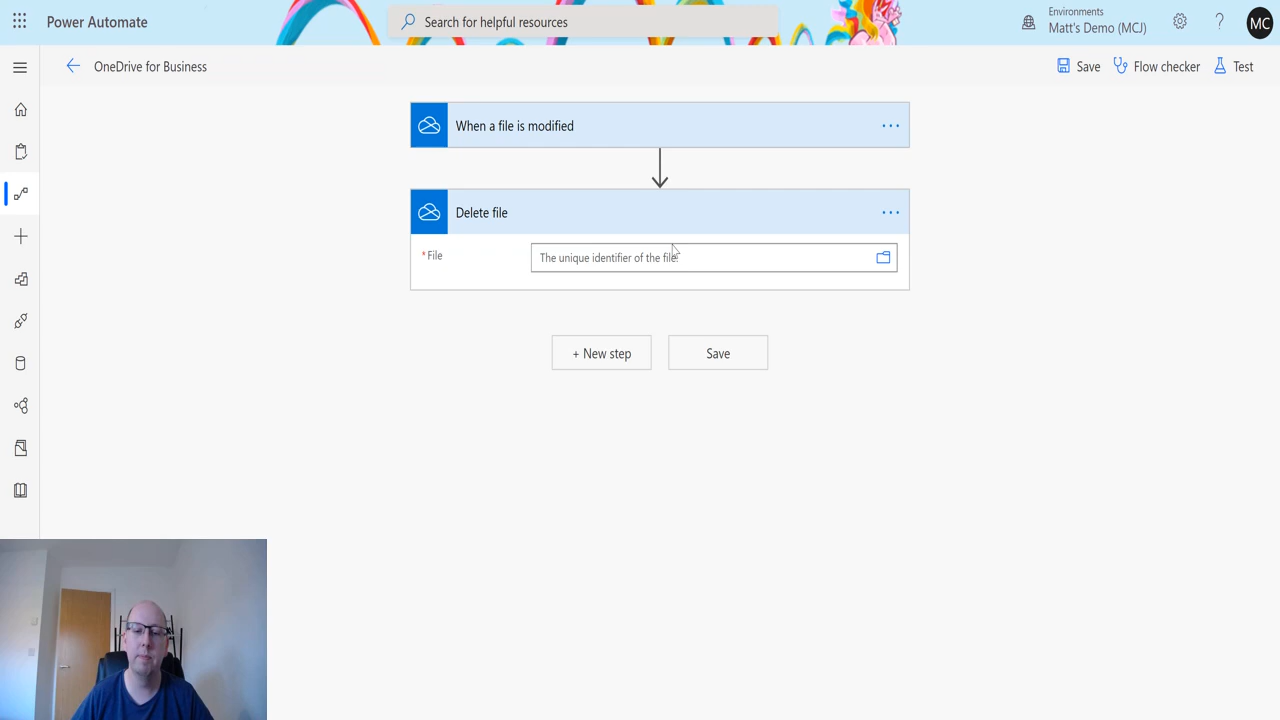 Power Automate
Search for helpful resources
Environments
Matt's Demo (MCJ)
MC
OneDrive for Business
Save
Flow checker
Test
When a file is modified
Delete file
*File
The unique identifier of the file.
+ New step
Save